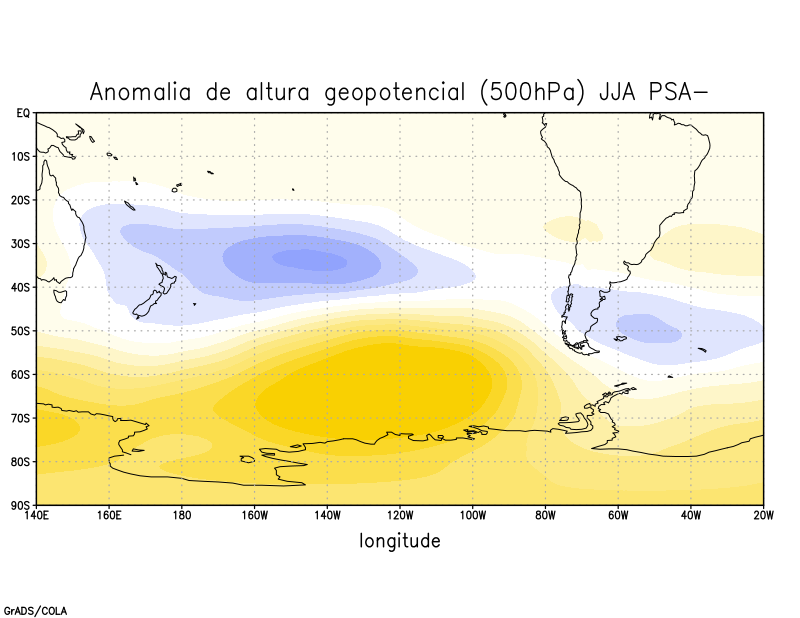 Anomalia de altura geopotencial (500hPa) JJA PSA-
EQ
10S
20S
30S
40S
50S
60S
70S
80S
90S
140E 160E 180 160W 140W 120W 100W 80W 60W 40W 20W
longitude
GrADS/COLA